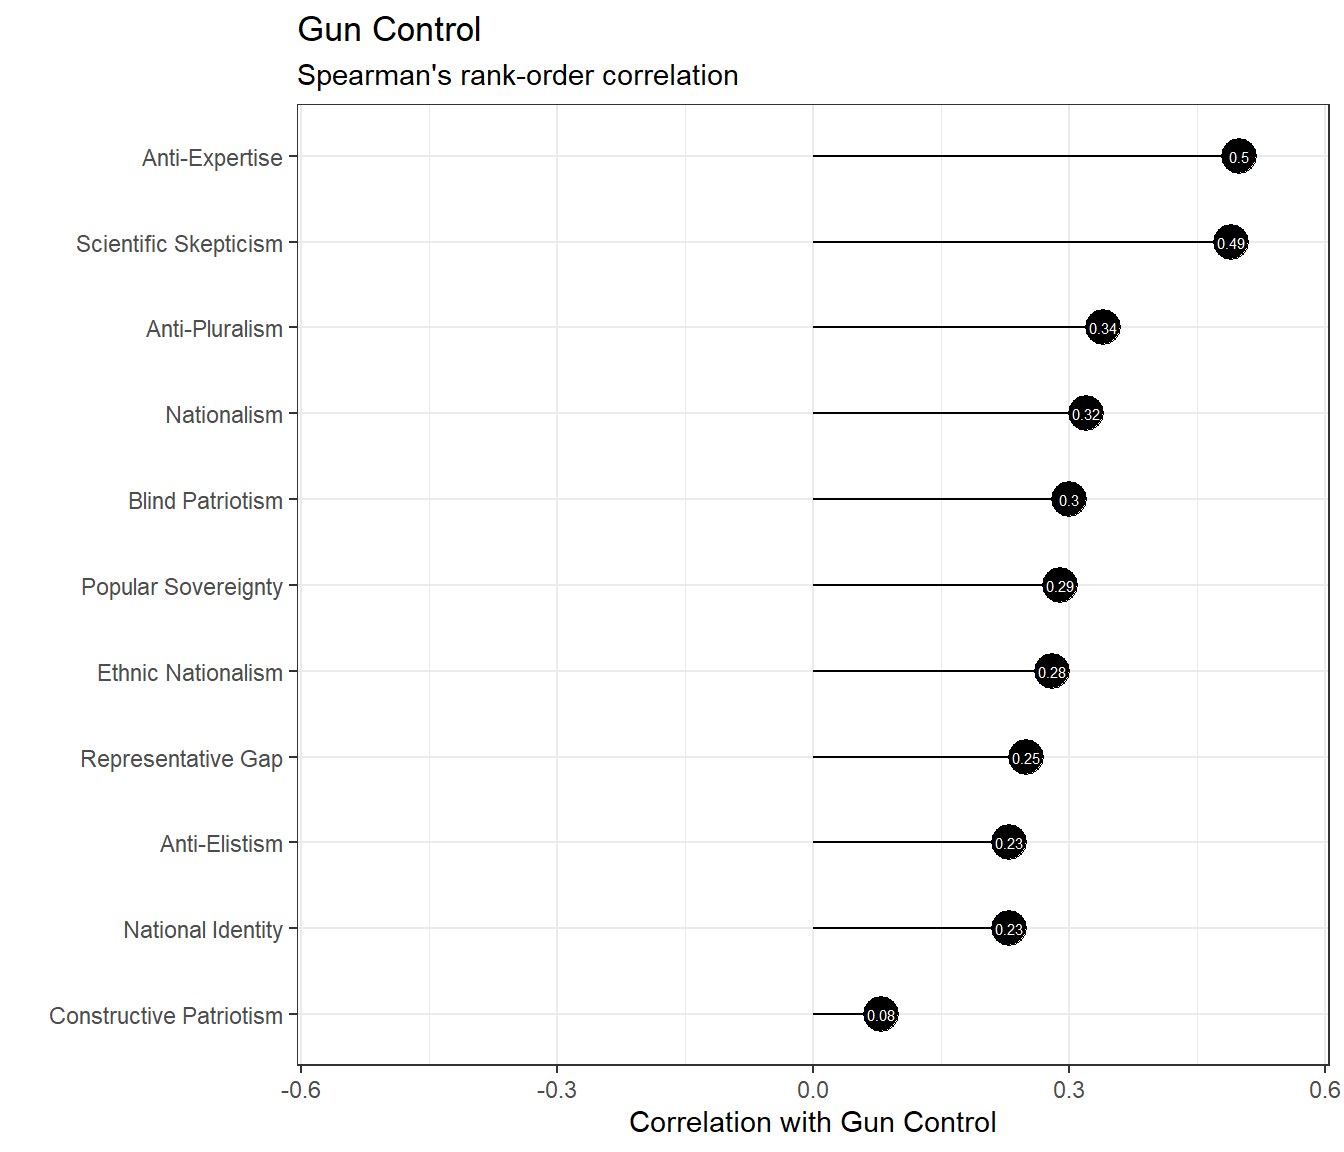 Gun Control
Spearman's rank-order correlation
Anti-Expertise 0.5
Scientific Skepticism 0.49
Anti-Pluralism 0.34
Nationalism 0.32
Blind Patriotism 0.3
Popular Sovereignty 0.29
Ethnic Nationalism 0.28
Representative Gap 0.25
Anti-Elistism 0.23
National Identity 0.23
Constructive Patriotism 0.08
-0.6 -0.3 0.0 0.3 0.6
Correlation with Gun Control